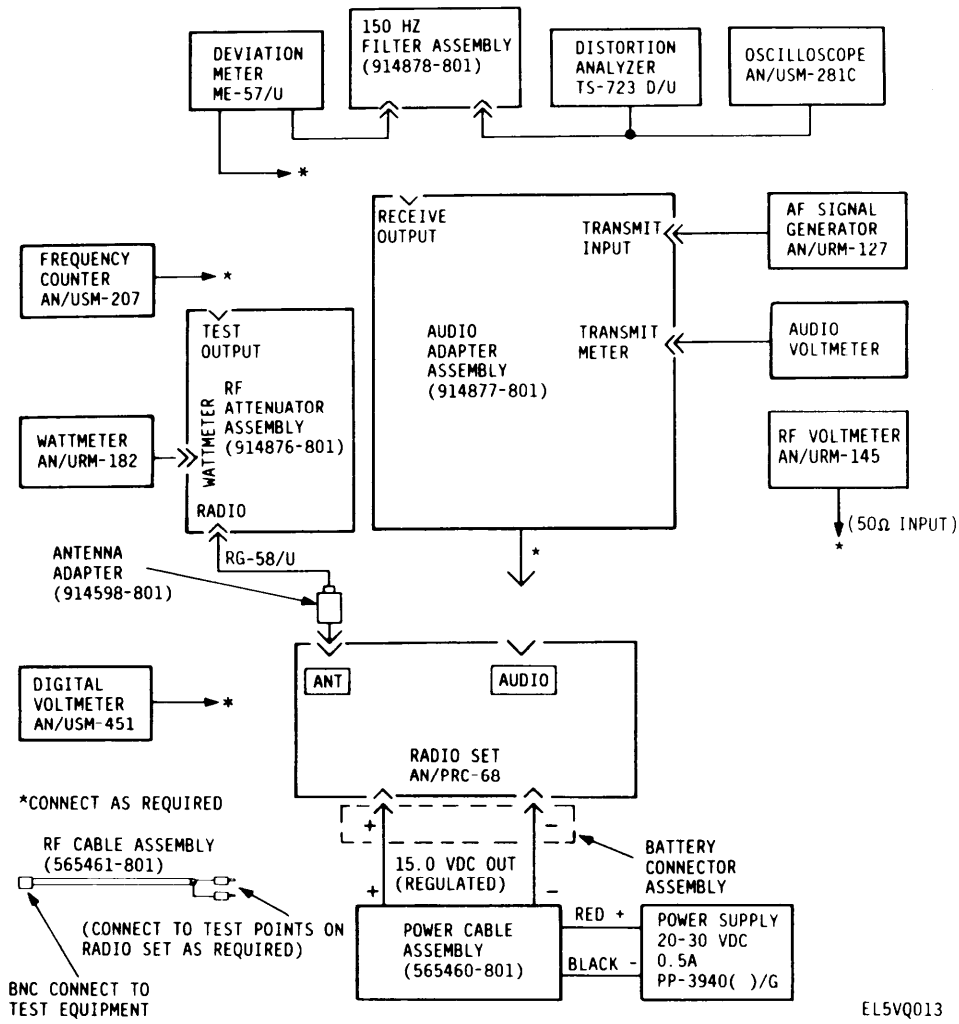 DEVIATION
METER
ME-57/U
150 HZ
FILTER ASSEMBLY
(914878-801)
DISTORTION
ANALYZER
TS-723 D/U
OSCILLOSCOPE
AN/USM-281C
*
RECEIVE
OUTPUT
TRANSMIT
INPUT
AF SIGNAL
GENERATOR
AN/URM-127
FREQUENCY
COUNTER
AN/USM-207
*
TEST
OUTPUT
AUDIO
ADAPTER
ASSEMBLY
(914877-801)
TRANSMIT
METER
AUDIO
VOLTMETER
WATTMETER
AN/URM-182
WATTMETER
RF
ATTENUATOR
ASSEMBLY
(914876-801)
RADIO
RF VOLTMETER
AN/URM-145
(50Ω INPUT)
*
*
RG-58/U
ANTENNA
ADAPTER
(914598-801)
ANT
AUDIO
DIGITAL
VOLTMETER
AN/USM-451
*
RADIO SET
AN/PRC-68
*CONNECT AS REQUIRED
+
-
RF CABLE ASSEMBLY
(565461-801)
15.0 VDC OUT
(REGULATED)
+
-
BATTERY
CONNECTOR
ASSEMBLY
(CONNECT TO TEST POINTS ON
RADIO SET AS REQUIRED)
POWER CABLE
ASSEMBLY
(565460-801)
RED +
BLACK -
POWER SUPPLY
20-30 VDC
0.5A
PP-3940( )/G
BNC CONNECT TO
TEST EQUIPMENT
EL5VQ013